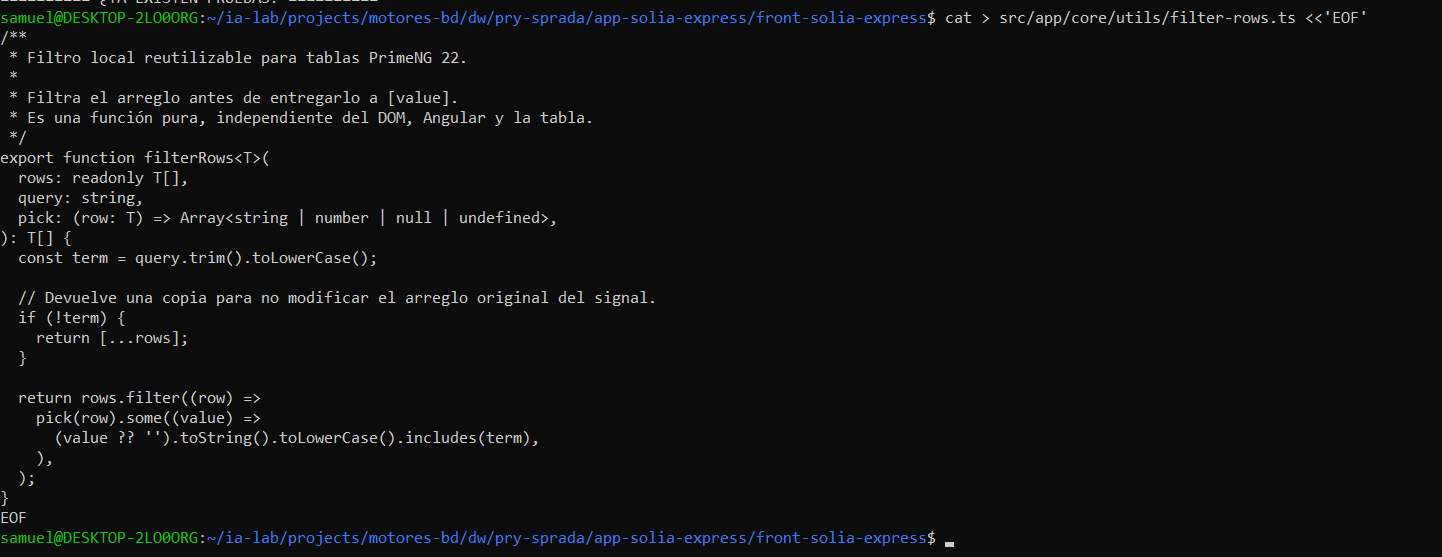 samuel@DESKTOP-2LO0ORG:~/ia-lab/projects/motores-bd/dw/pry-sprada/app-solia-express/front-solia-express$ cat > src/app/core/utils/filter-rows.ts <<'EOF'
/**
 * Filtro local reutilizable para tablas PrimeNG 22.
 *
 * Filtra el arreglo antes de entregarlo a [value].
 * Es una función pura, independiente del DOM, Angular y la tabla.
 */
export function filterRows<T>(
  rows: readonly T[],
  query: string,
  pick: (row: T) => Array<string | number | null | undefined>,
): T[] {
  const term = query.trim().toLowerCase();

  // Devuelve una copia para no modificar el arreglo original del signal.
  if (!term) {
    return [...rows];
  }

  return rows.filter((row) =>
    pick(row).some((value) =>
      (value ?? '').toString().toLowerCase().includes(term),
    ),
  );
}
EOF
samuel@DESKTOP-2LO0ORG:~/ia-lab/projects/motores-bd/dw/pry-sprada/app-solia-express/front-solia-express$